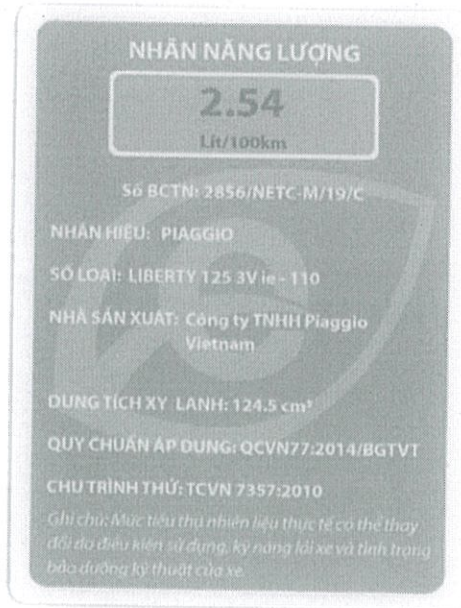 NHÃN NĂNG LƯỢNG
2.54
Lít/100km
Số BCTN: 2856/NETC-M/19/C
NHÃN HIỆU: PIAGGIO
SỐ LOẠI: LIBERTY 125 3V ie - 110
NHÀ SẢN XUẤT: Công ty TNHH Piaggio
Vietnam
DUNG TÍCH XY LANH: 124.5 cm³
QUY CHUẨN ÁP DỤNG: QCVN77:2014/BGTVT
CHU TRÌNH THỬ: TCVN 7357:2010
Ghi chú: Mức tiêu thụ nhiên liệu thực tế có thể thay
đổi do điều kiện sử dụng, kỹ năng lái xe và tình trạng
bảo dưỡng kỹ thuật của xe.